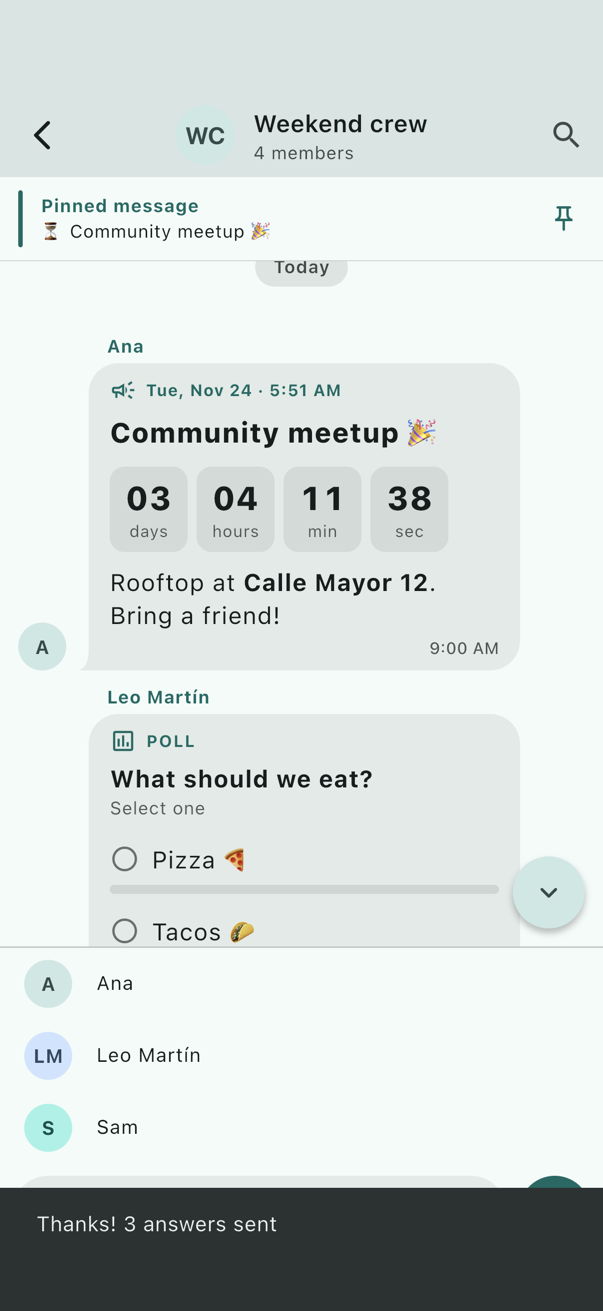 WC
Weekend crew
4 members
Pinned message
⏳ Community meetup 🎉
Today
Ana
Tue, Nov 24 · 5:51 AM
Community meetup 🎉
03 04 11 38
days hours min sec
Rooftop at Calle Mayor 12.
Bring a friend!
A
9:00 AM
Leo Martín
POLL
What should we eat?
Select one
Pizza 🍕
Tacos 🌮
A Ana
LM Leo Martín
S Sam
Thanks! 3 answers sent